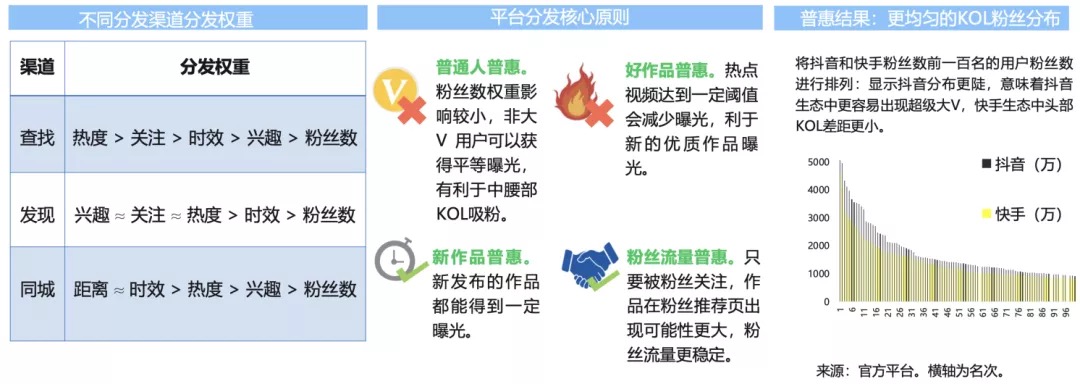 不同分发渠道分发权重
渠道 分发权重
查找 热度 > 关注 > 时效 > 兴趣 > 粉丝数
发现 兴趣 ≈ 关注 ≈ 热度 > 时效 > 粉丝数
同城 距离 ≈ 时效 > 热度 > 兴趣 > 粉丝数
平台分发核心原则
V
普通人普惠。
粉丝数权重影
响较小，非大
V 用户可以获
得平等曝光，
有利于中腰部
KOL吸粉。
好作品普惠。热点
视频达到一定阈值
会减少曝光，利于
新的优质作品曝
光。
新作品普惠。
新发布的作品
都能得到一定
曝光。
粉丝流量普惠。只
要被粉丝关注，作
品在粉丝推荐页出
现可能性更大，粉
丝流量更稳定。
普惠结果：更均匀的KOL粉丝分布
将抖音和快手粉丝数前一百名的用户粉丝数
进行排列：显示抖音分布更陡，意味着抖音
生态中更容易出现超级大V，快手生态中头部
KOL差距更小。
5000
4000
3000
2000
1000
0
抖音（万）
快手（万）
1 6 11 16 21 26 31 36 41 46 51 56 61 66 71 76 81 86 91 96
来源：官方平台。横轴为名次。